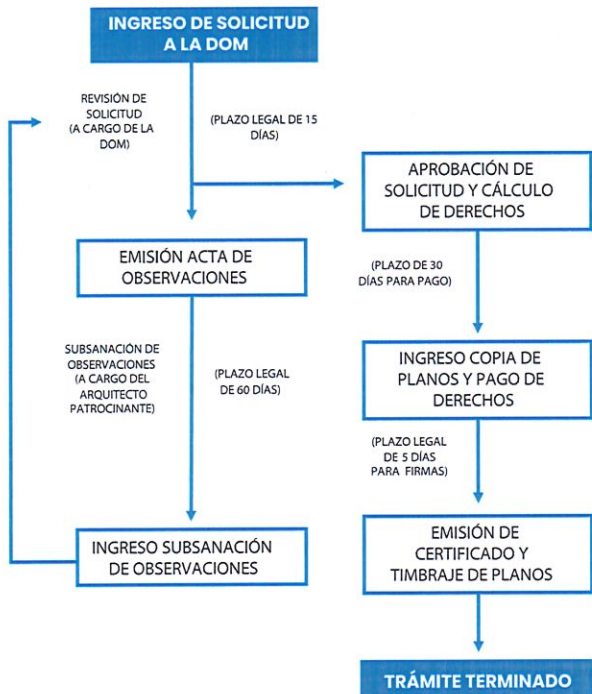 INGRESO DE SOLICITUD
A LA DOM
REVISIÓN DE
SOLICITUD
(A CARGO DE LA
DOM)
(PLAZO LEGAL DE 15
DÍAS)
APROBACIÓN DE
SOLICITUD Y CÁLCULO
DE DERECHOS
EMISIÓN ACTA DE
OBSERVACIONES
(PLAZO DE 30
DÍAS PARA PAGO)
SUBSANACIÓN DE
OBSERVACIONES
(A CARGO DEL
ARQUITECTO
PATROCINANTE)
(PLAZO LEGAL
DE 60 DÍAS)
INGRESO COPIA DE
PLANOS Y PAGO DE
DERECHOS
(PLAZO LEGAL
DE 5 DÍAS
PARA FIRMAS)
INGRESO SUBSANACIÓN
DE OBSERVACIONES
EMISIÓN DE
CERTIFICADO Y
TIMBRAJE DE PLANOS
TRÁMITE TERMINADO